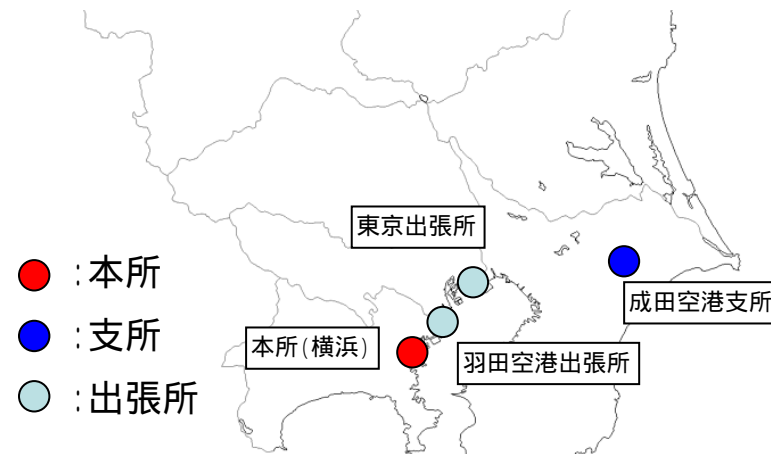 東京出張所
成田空港支所
本所(横浜)
羽田空港出張所
:本所
:支所
:出張所